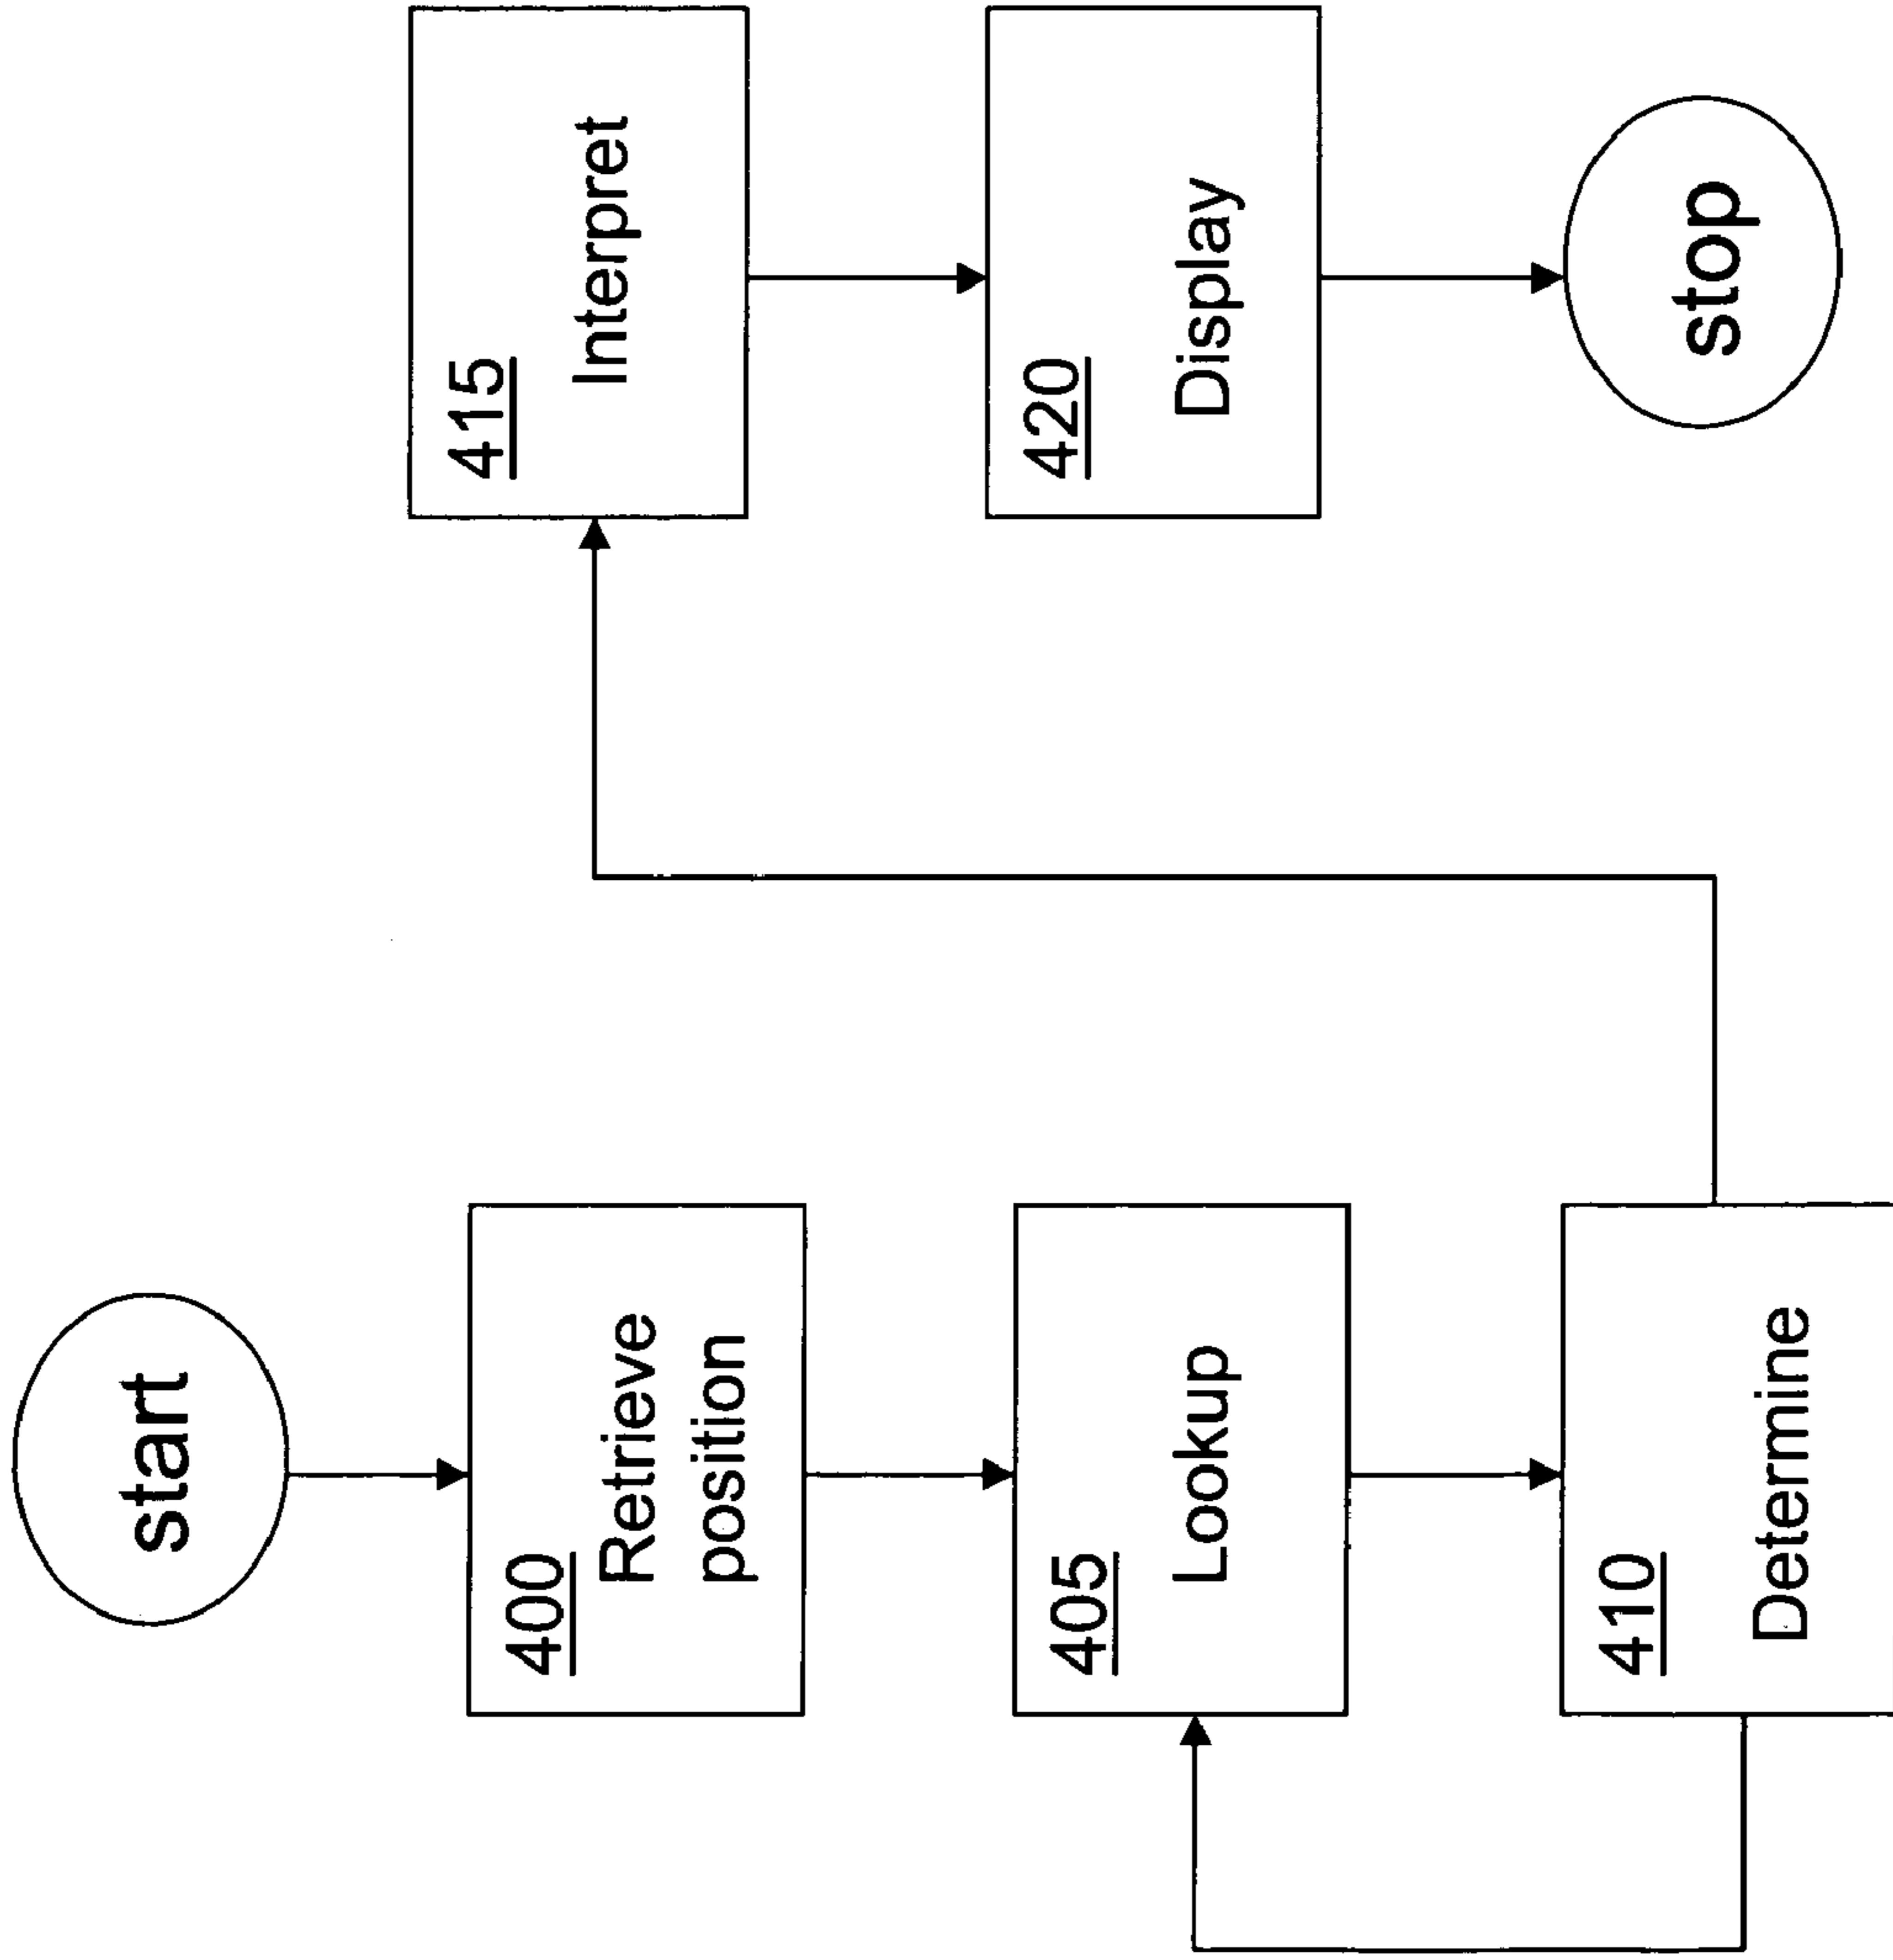 start
400
Retrieve
position
405
Lookup
410
Determine
415
Interpret
420
Display
stop